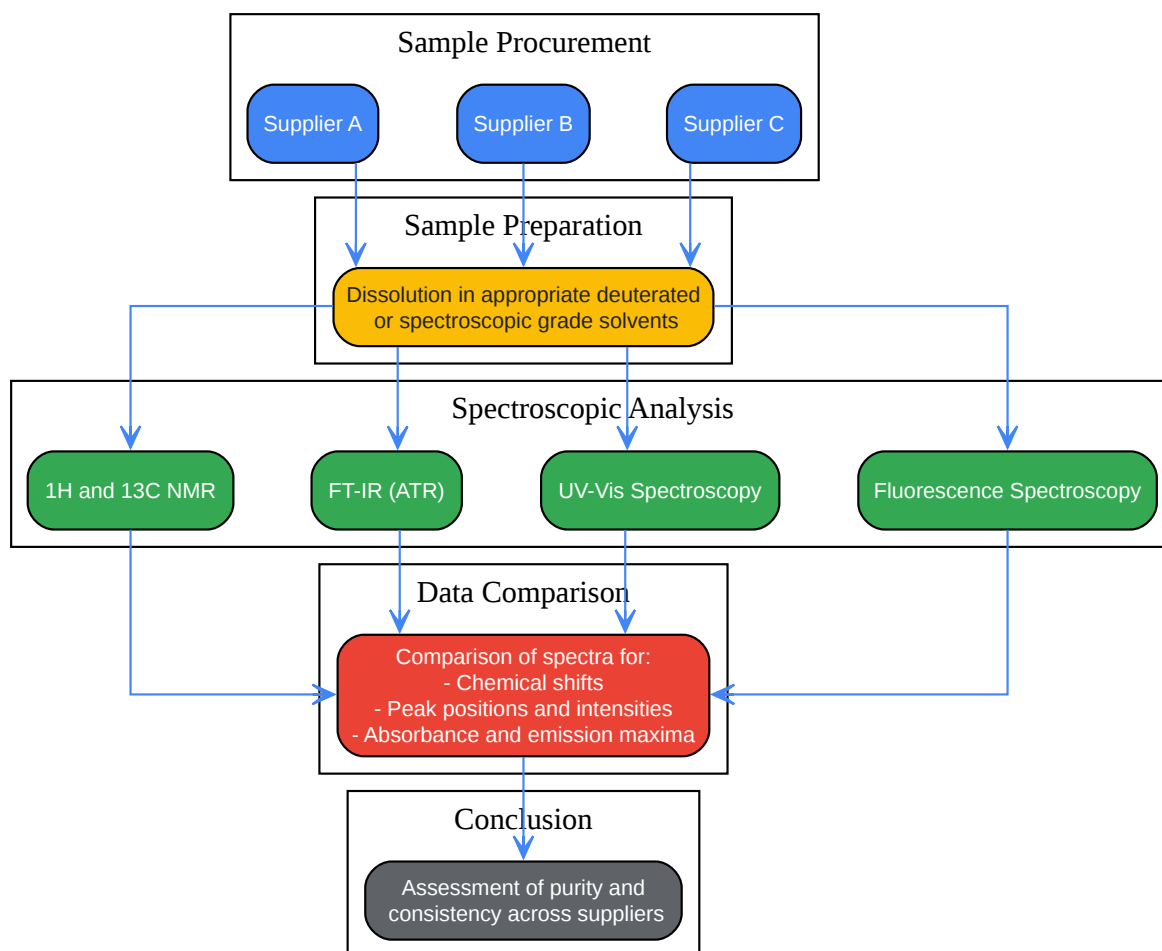 Sample Procurement
Supplier A
Supplier B
Supplier C
Sample Preparation
Dissolution in appropriate deuterated
or spectroscopic grade solvents
Spectroscopic Analysis
1H and 13C NMR
FT-IR (ATR)
UV-Vis Spectroscopy
Fluorescence Spectroscopy
Data Comparison
Comparison of spectra for:
- Chemical shifts
- Peak positions and intensities
- Absorbance and emission maxima
Conclusion
Assessment of purity and
consistency across suppliers